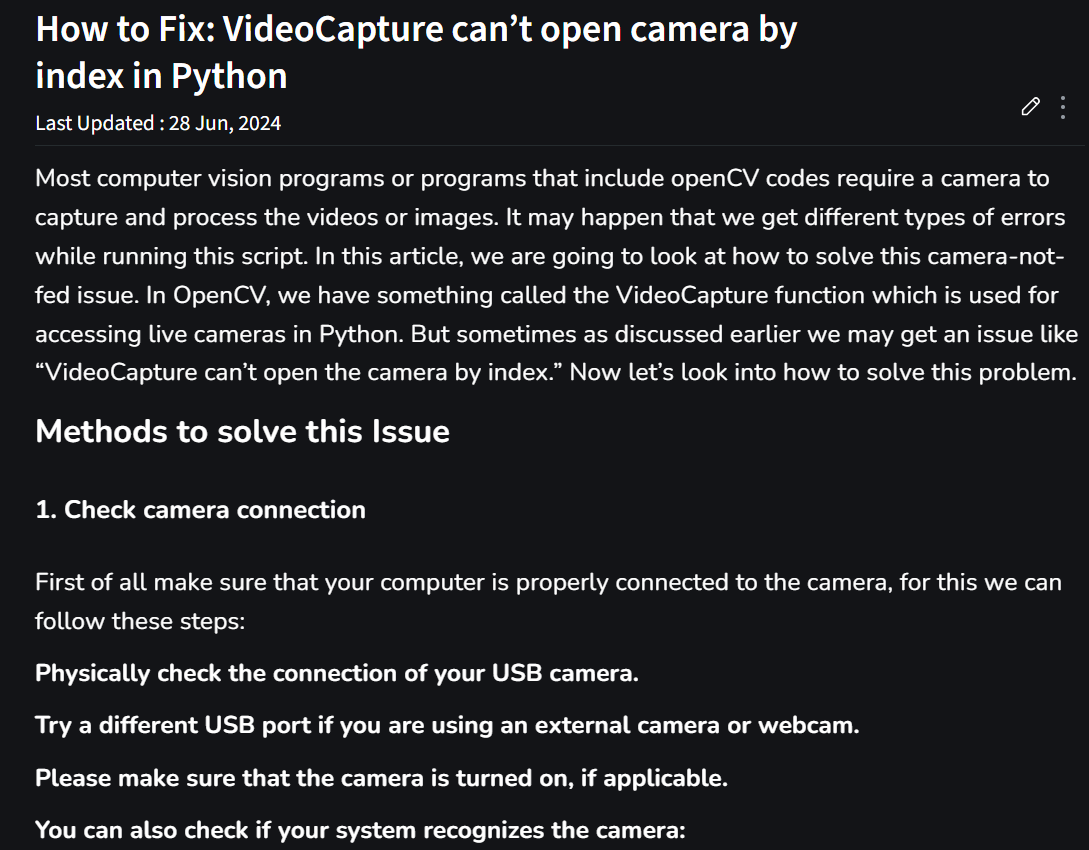 How to Fix: VideoCapture can’t open camera by
index in Python
Last Updated : 28 Jun, 2024
Most computer vision programs or programs that include openCV codes require a camera to
capture and process the videos or images. It may happen that we get different types of errors
while running this script. In this article, we are going to look at how to solve this camera-not-
fed issue. In OpenCV, we have something called the VideoCapture function which is used for
accessing live cameras in Python. But sometimes as discussed earlier we may get an issue like
“VideoCapture can’t open the camera by index.” Now let’s look into how to solve this problem.
Methods to solve this Issue
1. Check camera connection
First of all make sure that your computer is properly connected to the camera, for this we can
follow these steps:
Physically check the connection of your USB camera.
Try a different USB port if you are using an external camera or webcam.
Please make sure that the camera is turned on, if applicable.
You can also check if your system recognizes the camera: